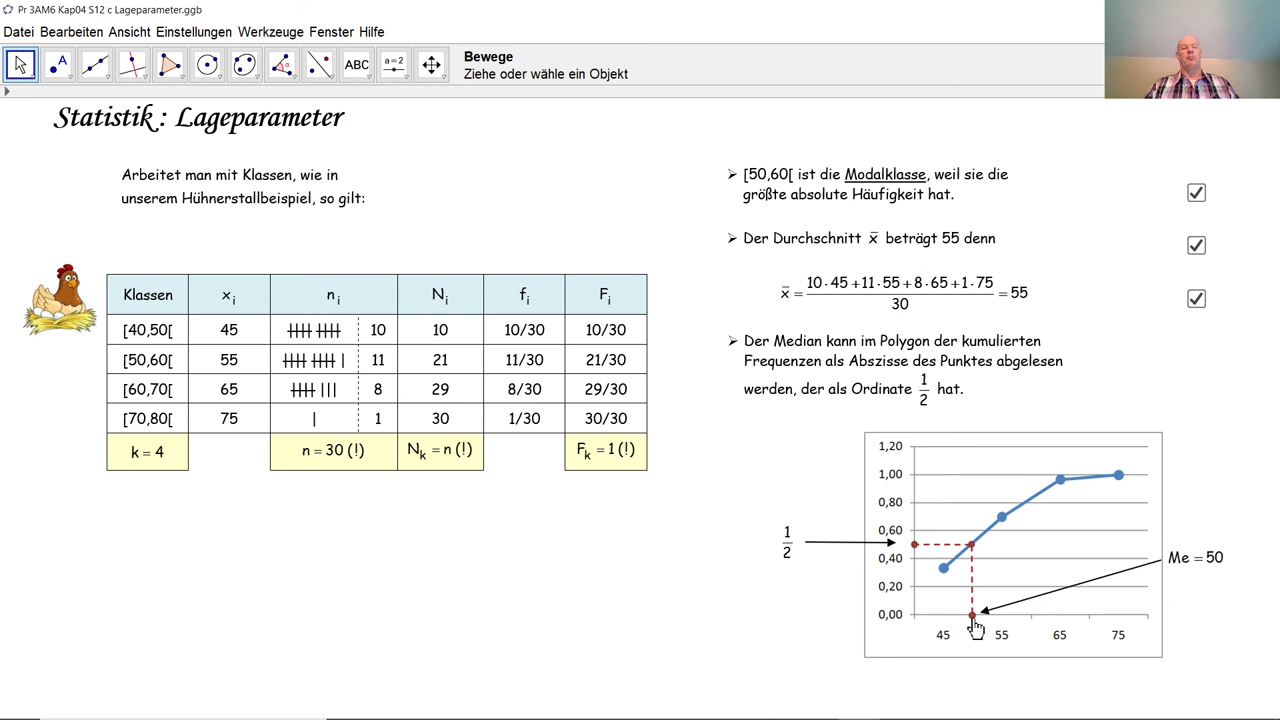 Pr 3AM6 Kap04 S12 c Lageparameter.ggb
Datei Bearbeiten Ansicht Einstellungen Werkzeuge Fenster Hilfe
A
ABC
a=2
Bewege
Ziehe oder wähle ein Objekt
Statistik : Lageparameter
Arbeitet man mit Klassen, wie in
unserem Hühnerstallbeispiel, so gilt:
Klassen x_i n_i N_i f_i F_i
[40,50[ 45 10 10 10/30 10/30
[50,60[ 55 11 21 11/30 21/30
[60,70[ 65 8 29 8/30 29/30
[70,80[ 75 1 30 1/30 30/30
k = 4 n = 30 (!) N_k = n (!) F_k = 1 (!)
➢ [50,60[ ist die Modalklasse, weil sie die
größte absolute Häufigkeit hat.
➢ Der Durchschnitt x̄ beträgt 55 denn
x̄ = (10·45+11·55+8·65+1·75)/30 = 55
➢ Der Median kann im Polygon der kumulierten
Frequenzen als Abszisse des Punktes abgelesen
werden, der als Ordinate 1/2 hat.
1,20
1,00
0,80
0,60
0,40
0,20
0,00
45 55 65 75
1/2
Me = 50